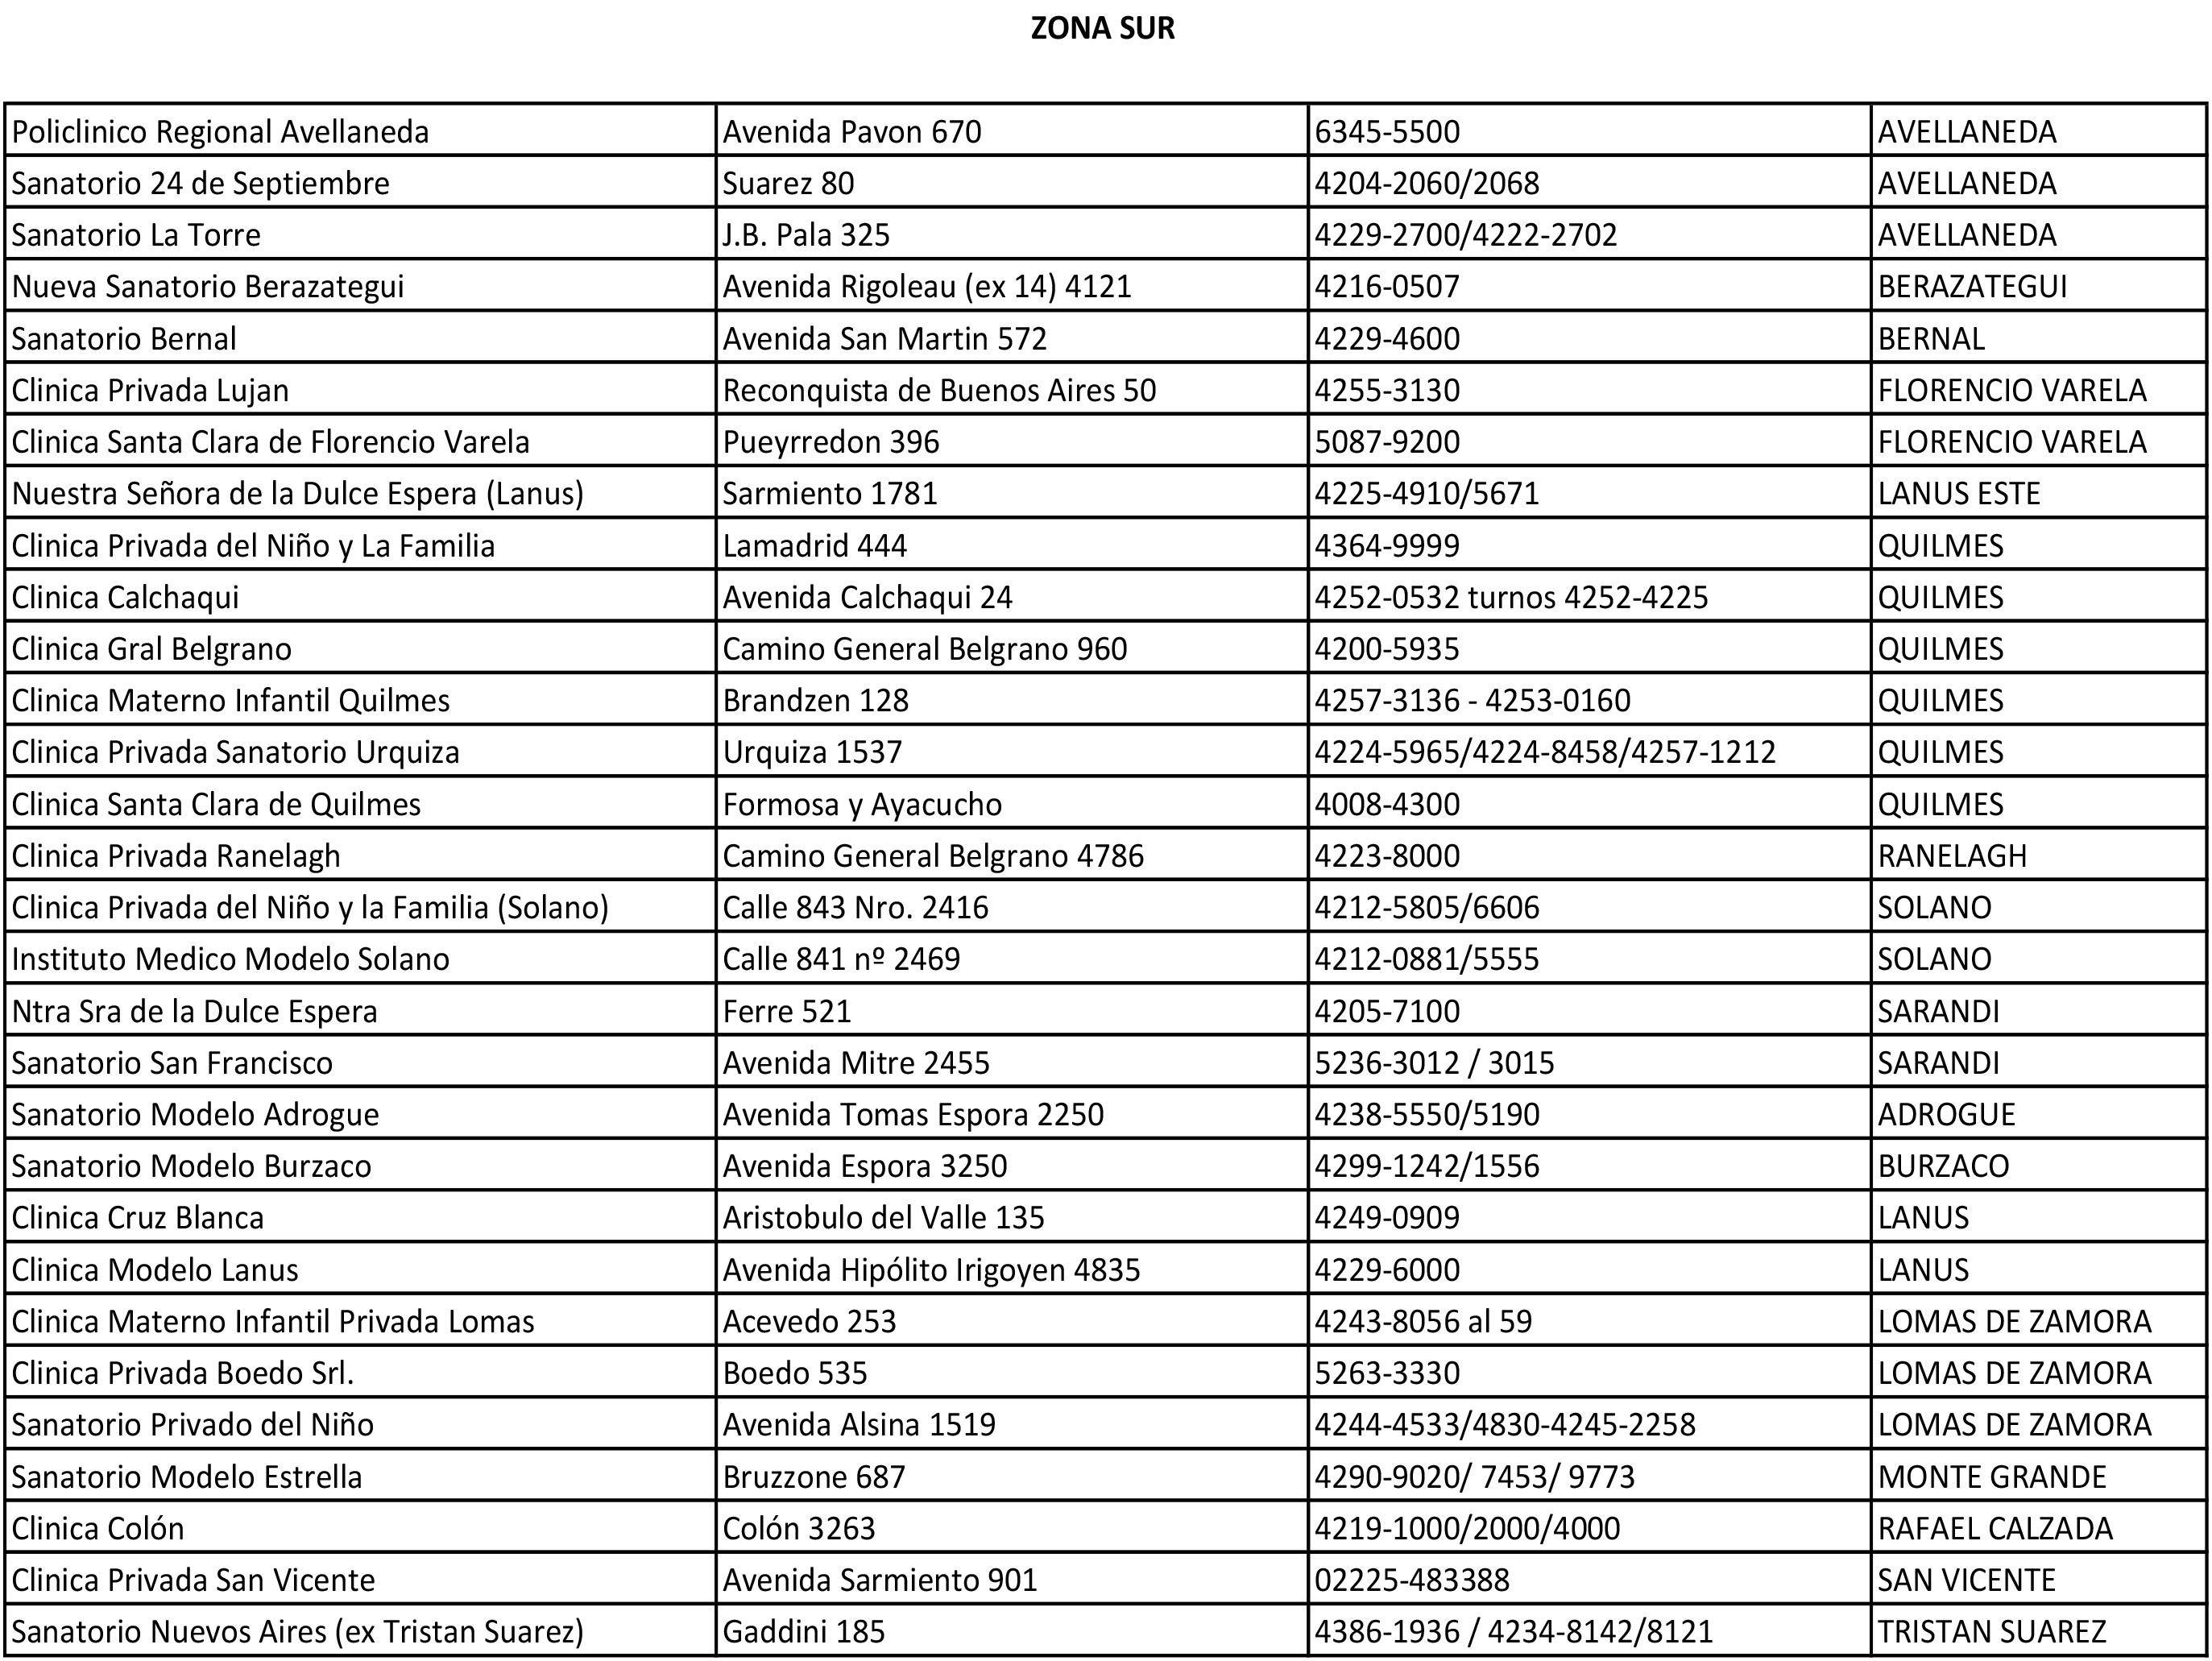 ZONA SUR
Policlinico Regional Avellaneda Avenida Pavon 670 6345-5500 AVELLANEDA
Sanatorio 24 de Septiembre Suarez 80 4204-2060/2068 AVELLANEDA
Sanatorio La Torre J.B. Pala 325 4229-2700/4222-2702 AVELLANEDA
Nueva Sanatorio Berazategui Avenida Rigoleau (ex 14) 4121 4216-0507 BERAZATEGUI
Sanatorio Bernal Avenida San Martin 572 4229-4600 BERNAL
Clinica Privada Lujan Reconquista de Buenos Aires 50 4255-3130 FLORENCIO VARELA
Clinica Santa Clara de Florencio Varela Pueyrredon 396 5087-9200 FLORENCIO VARELA
Nuestra Señora de la Dulce Espera (Lanus) Sarmiento 1781 4225-4910/5671 LANUS ESTE
Clinica Privada del Niño y La Familia Lamadrid 444 4364-9999 QUILMES
Clinica Calchaqui Avenida Calchaqui 24 4252-0532 turnos 4252-4225 QUILMES
Clinica Gral Belgrano Camino General Belgrano 960 4200-5935 QUILMES
Clinica Materno Infantil Quilmes Brandzen 128 4257-3136 - 4253-0160 QUILMES
Clinica Privada Sanatorio Urquiza Urquiza 1537 4224-5965/4224-8458/4257-1212 QUILMES
Clinica Santa Clara de Quilmes Formosa y Ayacucho 4008-4300 QUILMES
Clinica Privada Ranelagh Camino General Belgrano 4786 4223-8000 RANELAGH
Clinica Privada del Niño y la Familia (Solano) Calle 843 Nro. 2416 4212-5805/6606 SOLANO
Instituto Medico Modelo Solano Calle 841 nº 2469 4212-0881/5555 SOLANO
Ntra Sra de la Dulce Espera Ferre 521 4205-7100 SARANDI
Sanatorio San Francisco Avenida Mitre 2455 5236-3012 / 3015 SARANDI
Sanatorio Modelo Adrogue Avenida Tomas Espora 2250 4238-5550/5190 ADROGUE
Sanatorio Modelo Burzaco Avenida Espora 3250 4299-1242/1556 BURZACO
Clinica Cruz Blanca Aristobulo del Valle 135 4249-0909 LANUS
Clinica Modelo Lanus Avenida Hipólito Irigoyen 4835 4229-6000 LANUS
Clinica Materno Infantil Privada Lomas Acevedo 253 4243-8056 al 59 LOMAS DE ZAMORA
Clinica Privada Boedo Srl. Boedo 535 5263-3330 LOMAS DE ZAMORA
Sanatorio Privado del Niño Avenida Alsina 1519 4244-4533/4830-4245-2258 LOMAS DE ZAMORA
Sanatorio Modelo Estrella Bruzzone 687 4290-9020/ 7453/ 9773 MONTE GRANDE
Clinica Colón Colón 3263 4219-1000/2000/4000 RAFAEL CALZADA
Clinica Privada San Vicente Avenida Sarmiento 901 02225-483388 SAN VICENTE
Sanatorio Nuevos Aires (ex Tristan Suarez) Gaddini 185 4386-1936 / 4234-8142/8121 TRISTAN SUAREZ